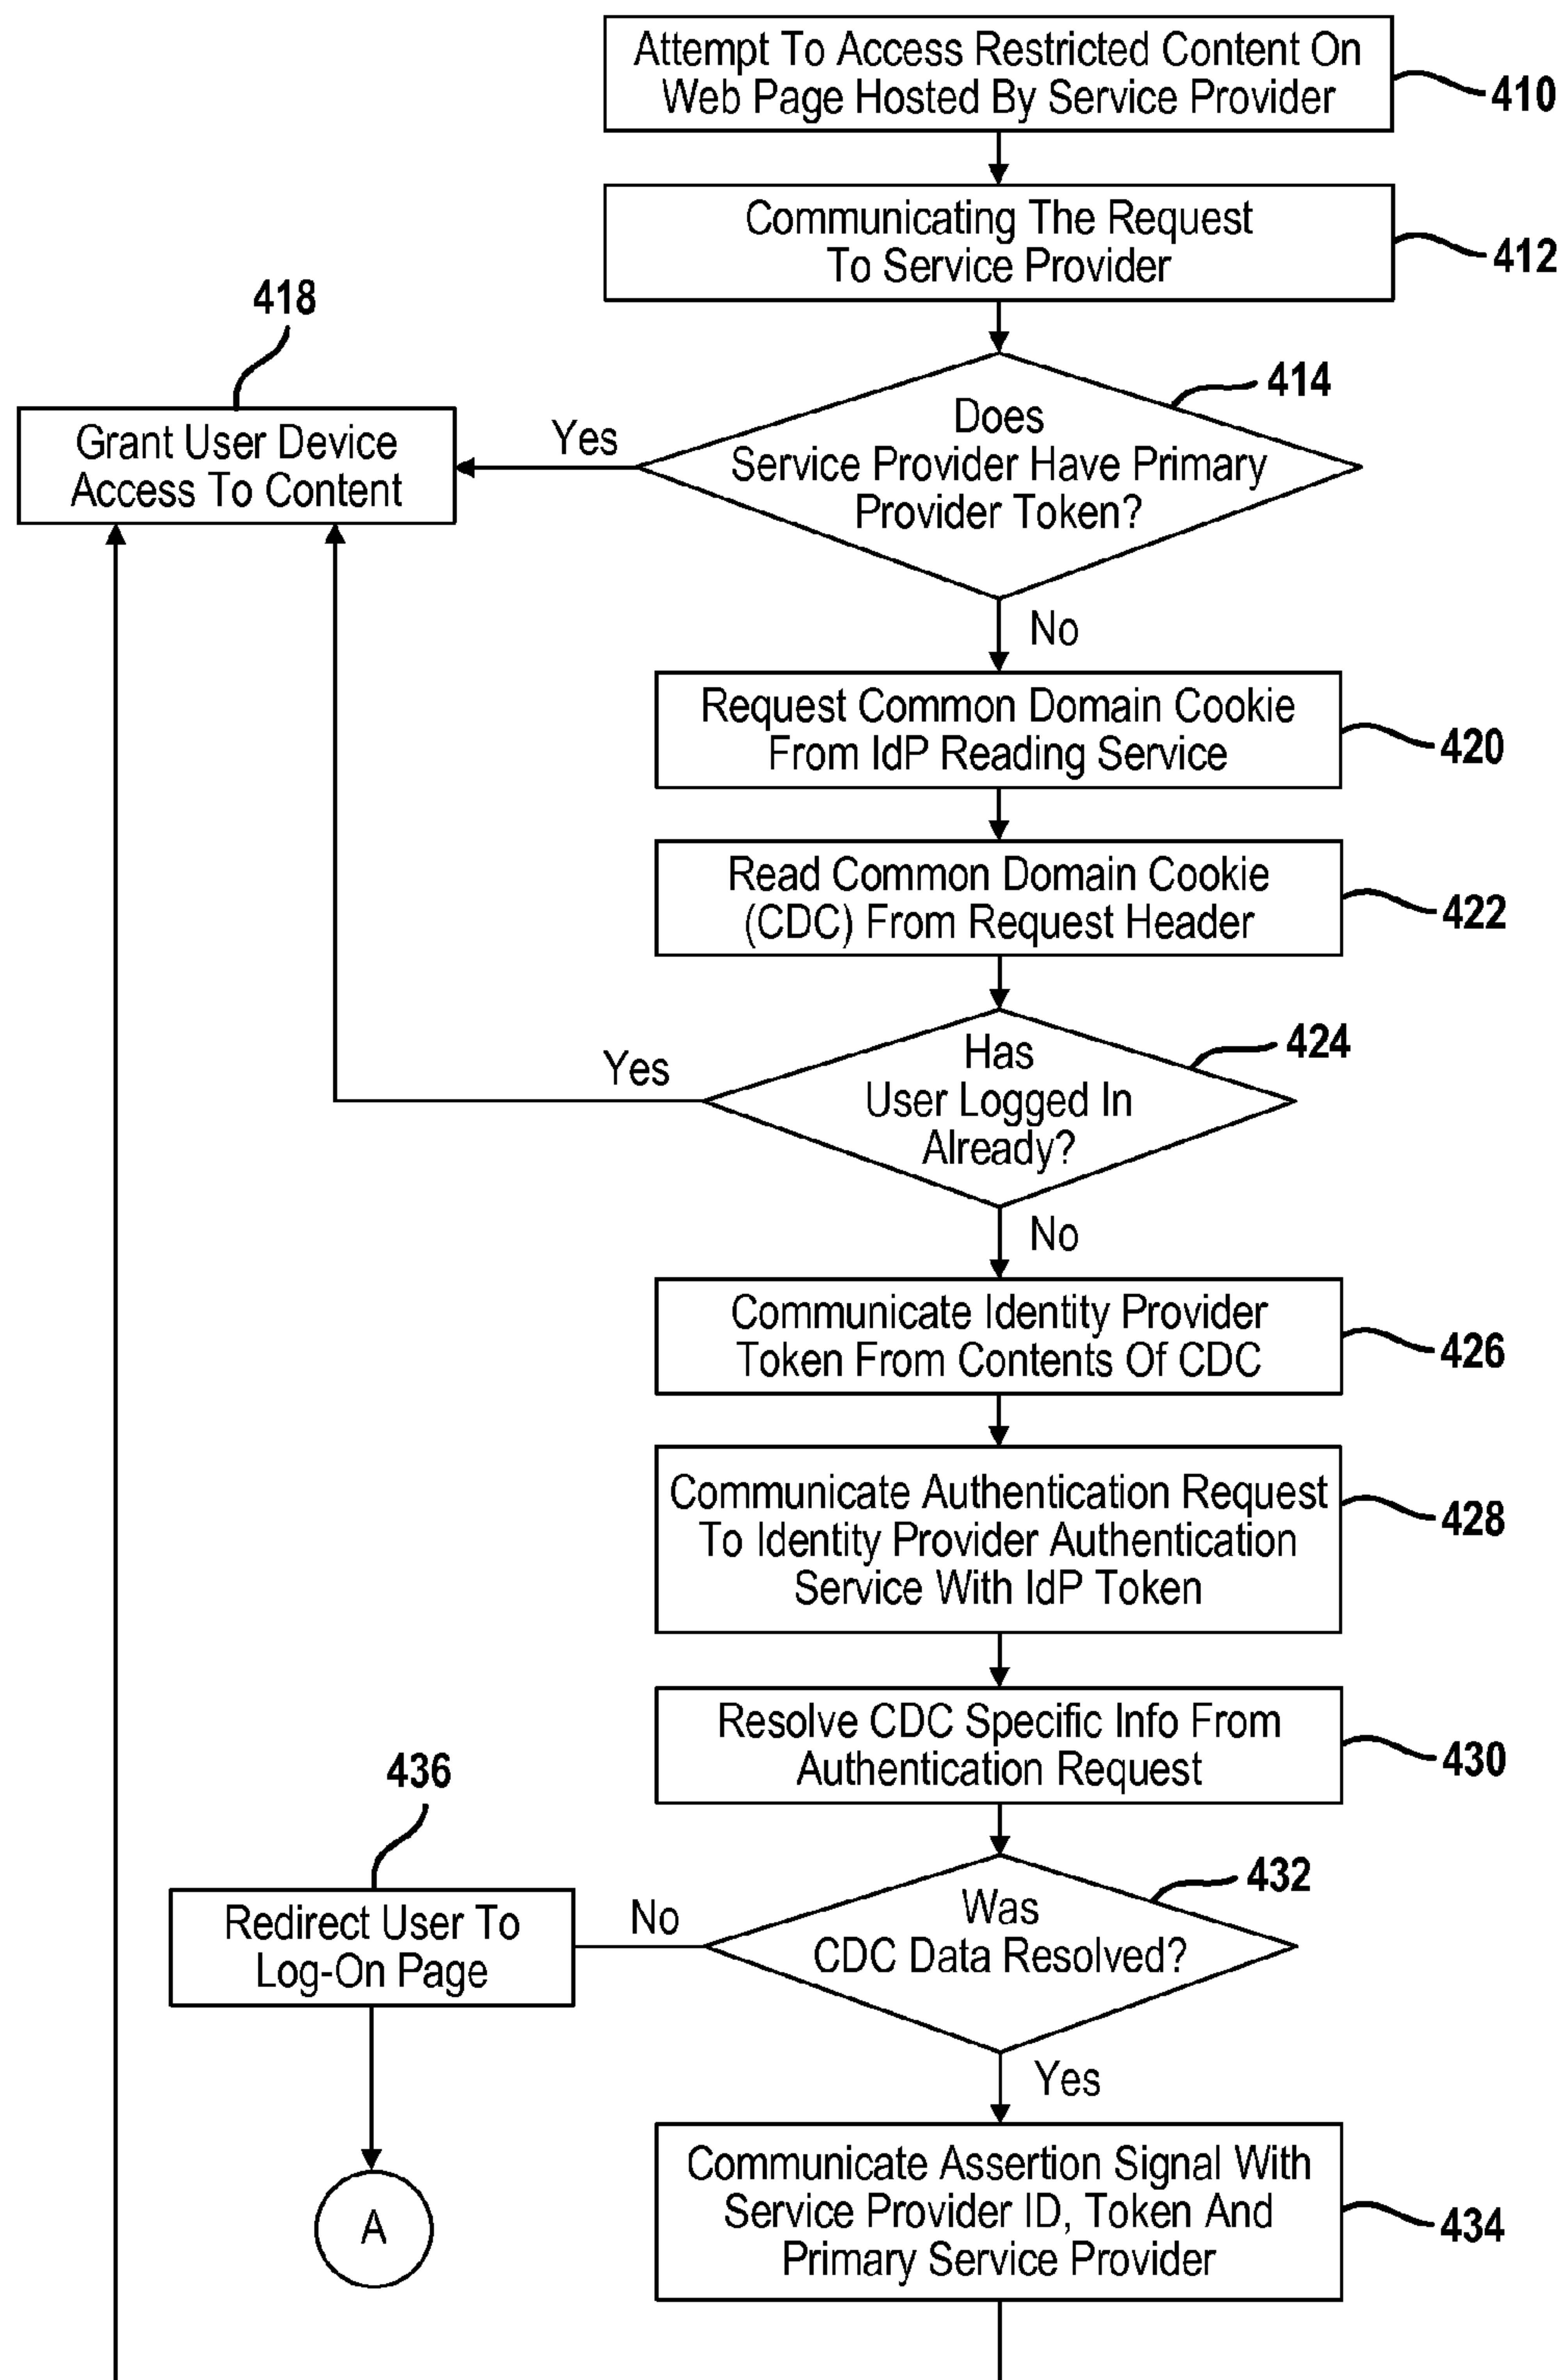 Attempt To Access Restricted Content On
Web Page Hosted By Service Provider
410
Communicating The Request
To Service Provider
412
418
Grant User Device
Access To Content
Yes
Does
Service Provider Have Primary
Provider Token?
414
No
Request Common Domain Cookie
From IdP Reading Service
420
Read Common Domain Cookie
(CDC) From Request Header
422
Yes
Has
User Logged In
Already?
424
No
Communicate Identity Provider
Token From Contents Of CDC
426
Communicate Authentication Request
To Identity Provider Authentication
Service With IdP Token
428
Resolve CDC Specific Info From
Authentication Request
430
436
Redirect User To
Log-On Page
No
Was
CDC Data Resolved?
432
Yes
A
Communicate Assertion Signal With
Service Provider ID, Token And
Primary Service Provider
434